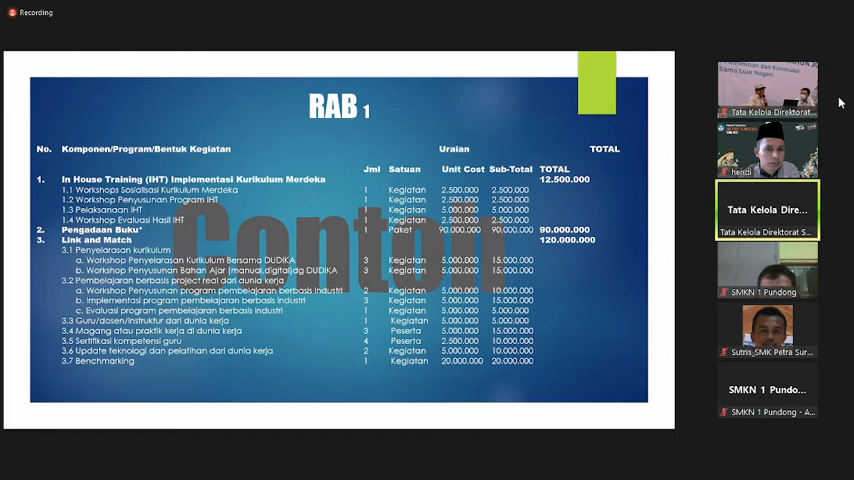 Recording
RAB 1
No. Komponen/Program/Bentuk Kegiatan Uraian TOTAL
Jml Satuan Unit Cost Sub-Total TOTAL
1. In House Training (IHT) Implementasi Kurikulum Merdeka 12.500.000
1.1 Workshops Sosialisasi Kurikulum Merdeka 1 Kegiatan 2.500.000 2.500.000
1.2 Workshop Penyusunan Program IHT 1 Kegiatan 2.500.000 2.500.000
1.3 Pelaksanaan IHT 1 Kegiatan 5.000.000 5.000.000
1.4 Workshop Evaluasi Hasil IHT 1 Kegiatan 2.500.000 2.500.000
2. Pengadaan Buku* 1 Paket 90.000.000 90.000.000 90.000.000
3. Link and Match 120.000.000
3.1 Penyelarasan kurikulum
a. Workshop Penyelarasan Kurikulum Bersama DUDIKA 3 Kegiatan 5.000.000 15.000.000
b. Workshop Penyusunan Bahan Ajar (manual,digital)dg DUDIKA 3 Kegiatan 5.000.000 15.000.000
3.2 Pembelajaran berbasis project real dari dunia kerja
a. Workshop Penyusunan program pembelajaran berbasis industri 2 Kegiatan 5.000.000 10.000.000
b. Implementasi program pembelajaran berbasis industri 3 Kegiatan 5.000.000 15.000.000
c. Evaluasi program pembelajaran berbasis industri 1 Kegiatan 5.000.000 5.000.000
3.3 Guru/dosen/instruktur dari dunia kerja 1 Kegiatan 5.000.000 5.000.000
3.4 Magang atau praktik kerja di dunia kerja 3 Peserta 5.000.000 15.000.000
3.5 Sertifikasi kompetensi guru 4 Peserta 2.500.000 10.000.000
3.6 Update teknologi dan pelatihan dari dunia kerja 2 Kegiatan 5.000.000 10.000.000
3.7 Benchmarking 1 Kegiatan 20.000.000 20.000.000
Conton
dan Konstruksi
Sama Luar Negeri
Tata Kelola Direktorat...
hendi
Tata Kelola Dire...
Tata Kelola Direktorat S...
SMKN 1 Pundong
Sutris_SMK Petra Sur...
SMKN 1 Pundo...
SMKN 1 Pundong - A...